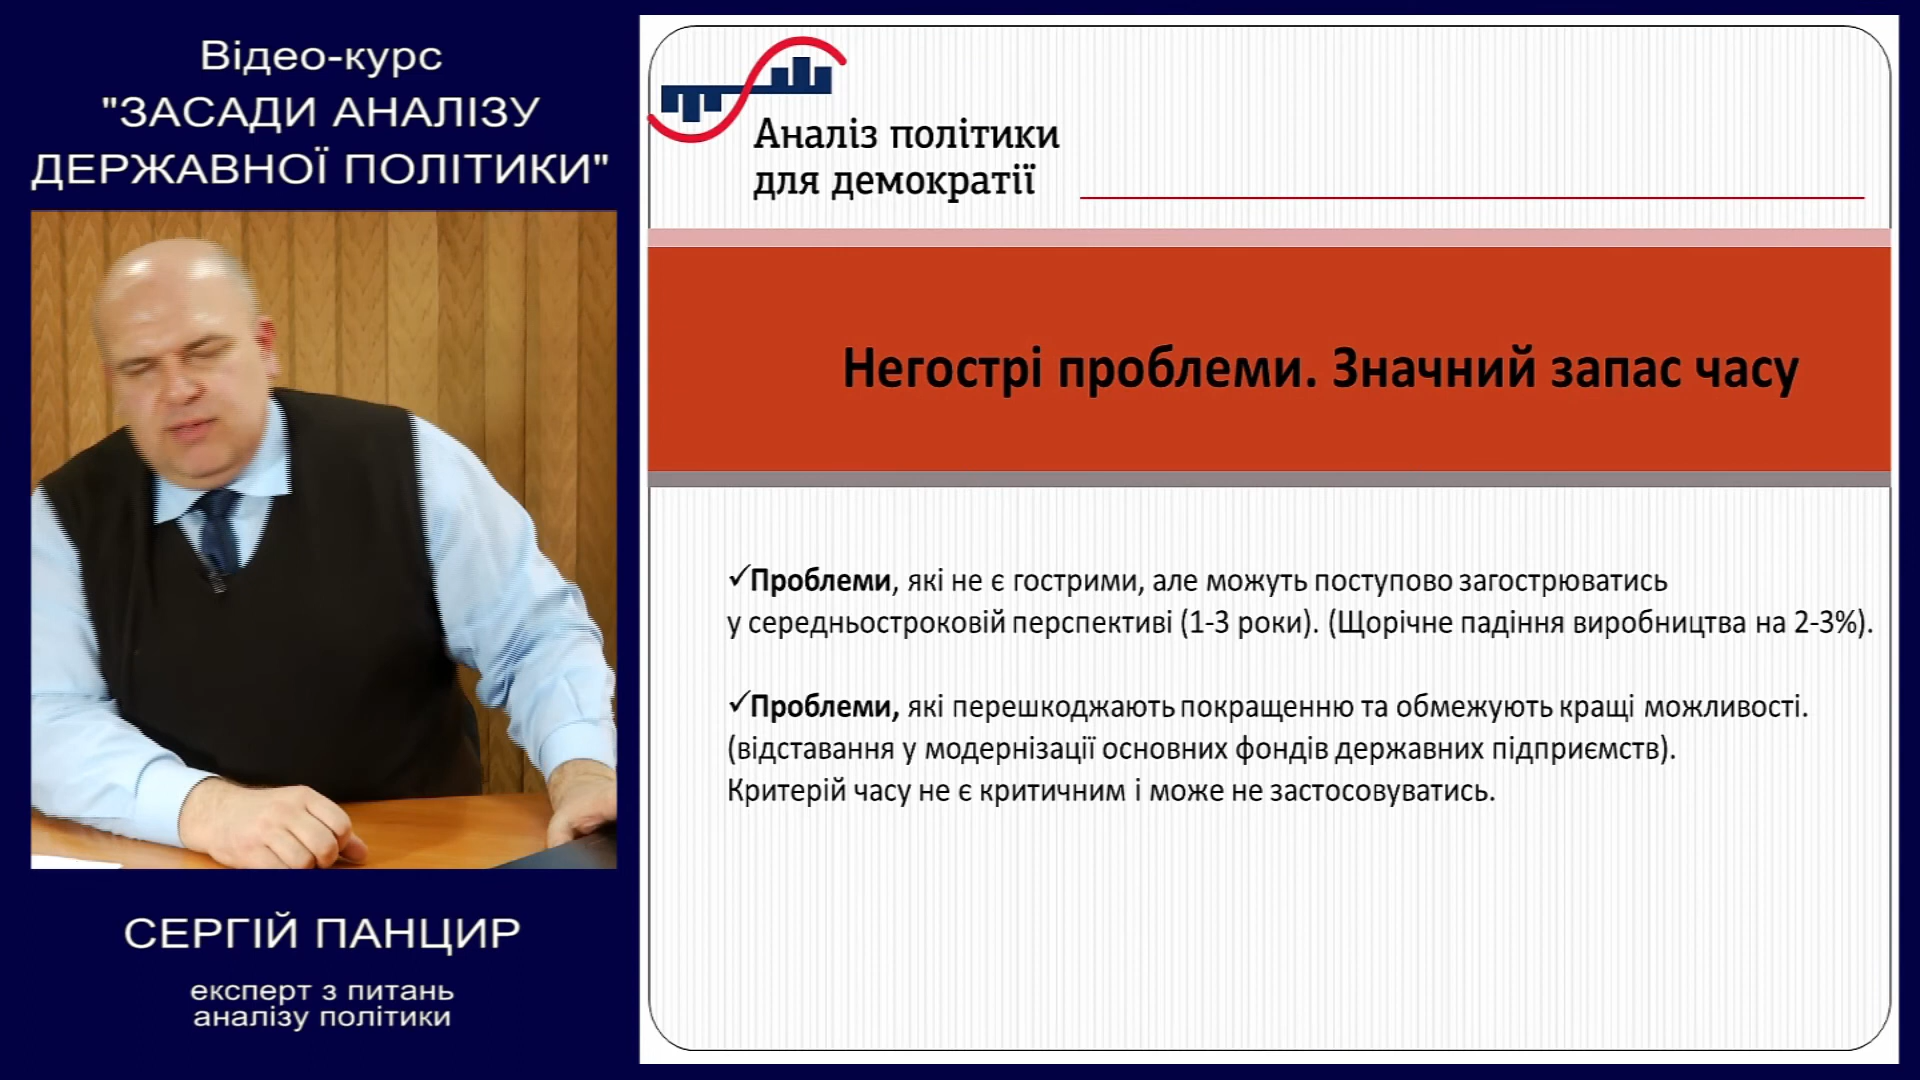 Відео-курс
"ЗАСАДИ АНАЛІЗУ
ДЕРЖАВНОЇ ПОЛІТИКИ"
СЕРГІЙ ПАНЦИР
експерт з питань
аналізу політики
Аналіз політики
для демократії
Негострі проблеми. Значний запас часу
✓Проблеми, які не є гострими, але можуть поступово загострюватись
у середньостроковій перспективі (1-3 роки). (Щорічне падіння виробництва на 2-3%).
✓Проблеми, які перешкоджають покращенню та обмежують кращі можливості.
(відставання у модернізації основних фондів державних підприємств).
Критерій часу не є критичним і може не застосовуватись.